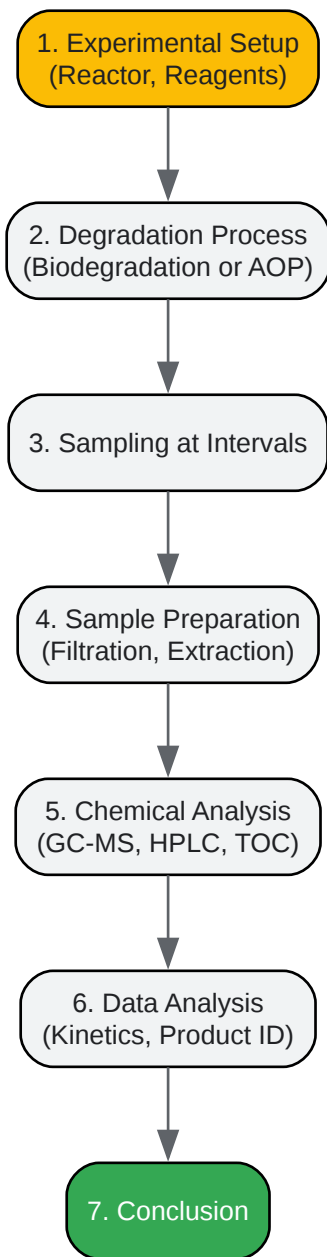 1. Experimental Setup
(Reactor, Reagents)
2. Degradation Process
(Biodegradation or AOP)
3. Sampling at Intervals
4. Sample Preparation
(Filtration, Extraction)
5. Chemical Analysis
(GC-MS, HPLC, TOC)
6. Data Analysis
(Kinetics, Product ID)
7. Conclusion